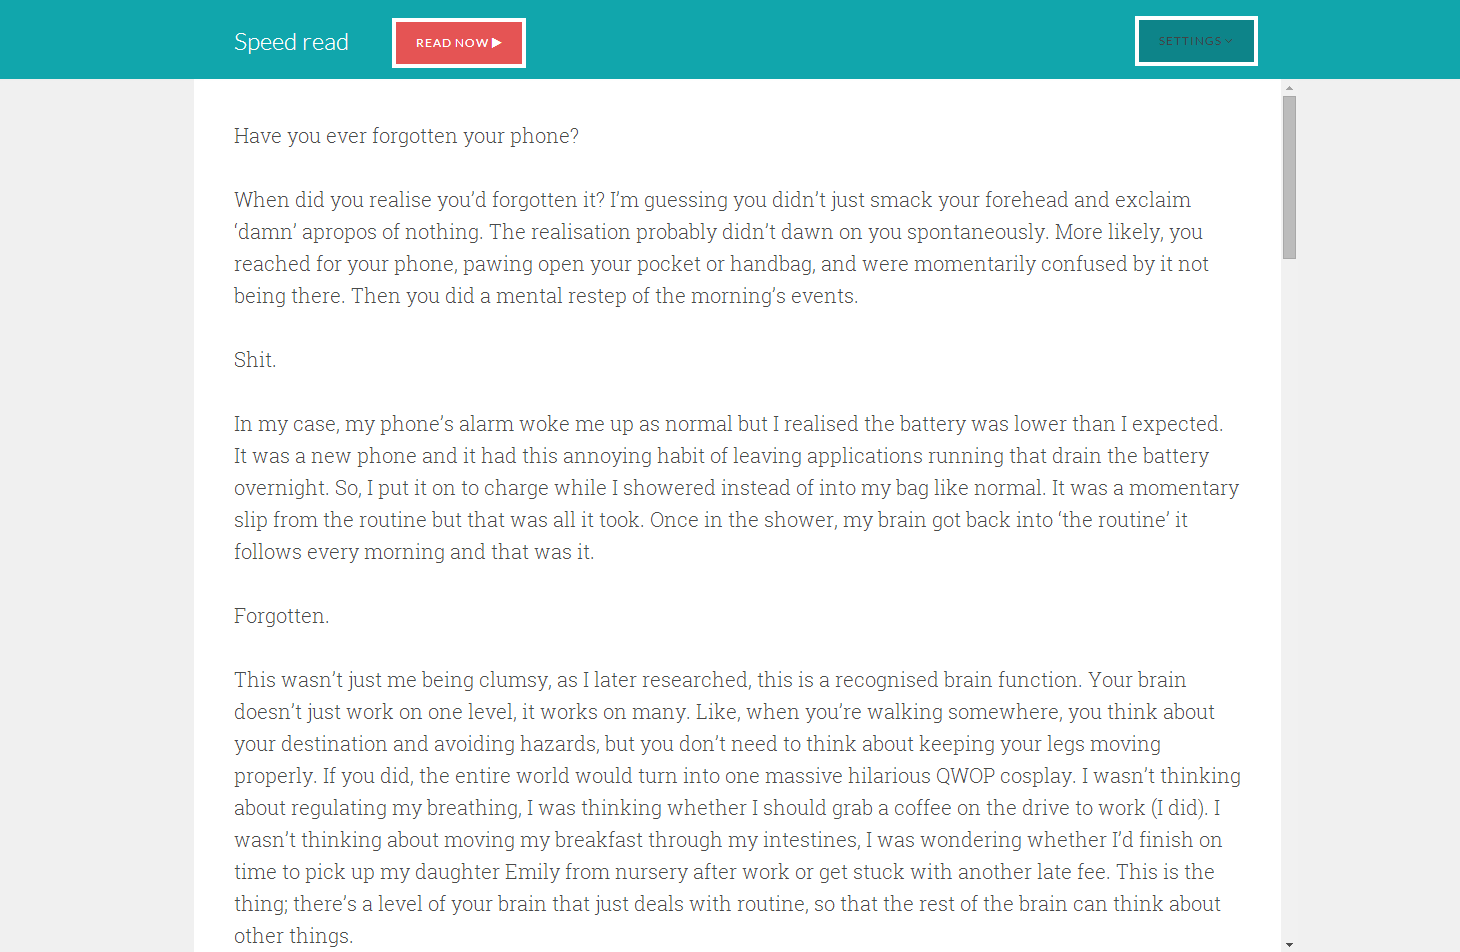 Speed read
READ NOW
SETTINGS
Have you ever forgotten your phone?
When did you realise you’d forgotten it? I’m guessing you didn’t just smack your forehead and exclaim
‘damn’ apropos of nothing. The realisation probably didn’t dawn on you spontaneously. More likely, you
reached for your phone, pawing open your pocket or handbag, and were momentarily confused by it not
being there. Then you did a mental restep of the morning’s events.
Shit.
In my case, my phone’s alarm woke me up as normal but I realised the battery was lower than I expected.
It was a new phone and it had this annoying habit of leaving applications running that drain the battery
overnight. So, I put it on to charge while I showered instead of into my bag like normal. It was a momentary
slip from the routine but that was all it took. Once in the shower, my brain got back into ‘the routine’ it
follows every morning and that was it.
Forgotten.
This wasn’t just me being clumsy, as I later researched, this is a recognised brain function. Your brain
doesn’t just work on one level, it works on many. Like, when you’re walking somewhere, you think about
your destination and avoiding hazards, but you don’t need to think about keeping your legs moving
properly. If you did, the entire world would turn into one massive hilarious QWOP cosplay. I wasn’t thinking
about regulating my breathing, I was thinking whether I should grab a coffee on the drive to work (I did). I
wasn’t thinking about moving my breakfast through my intestines, I was wondering whether I’d finish on
time to pick up my daughter Emily from nursery after work or get stuck with another late fee. This is the
thing; there’s a level of your brain that just deals with routine, so that the rest of the brain can think about
other things.